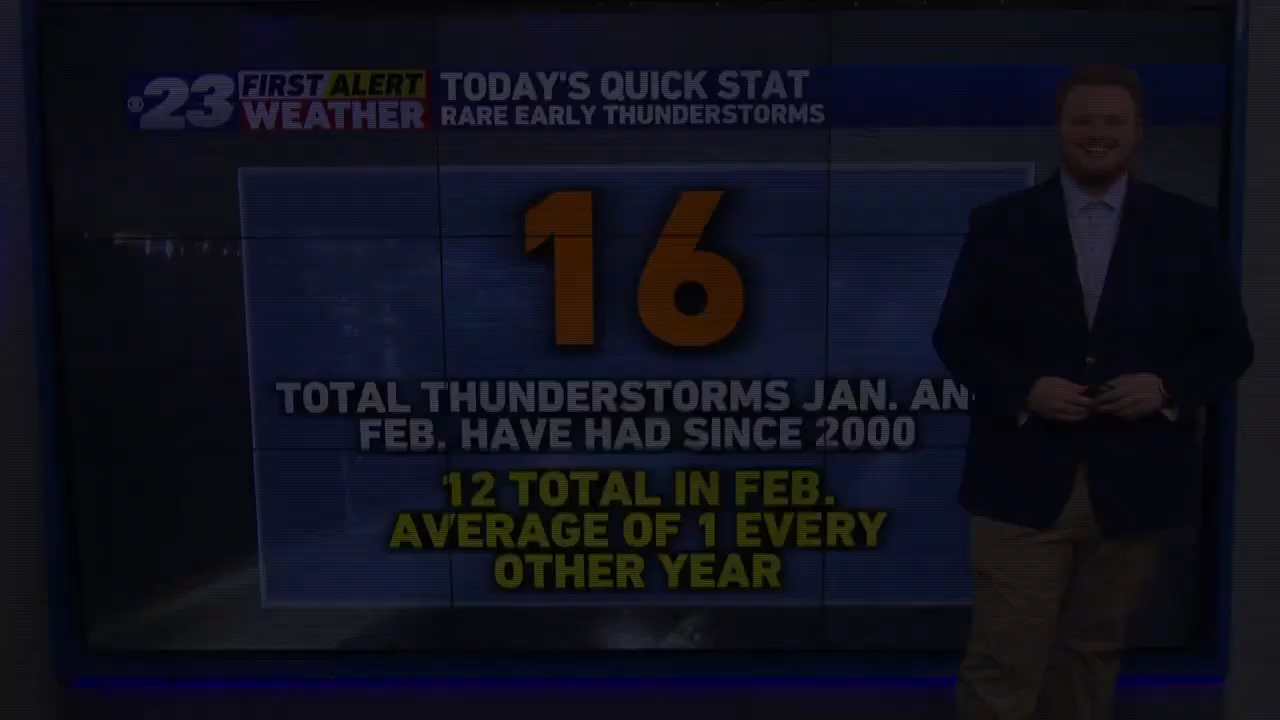 23 FIRST ALERT
WEATHER
TODAY'S QUICK STAT
RARE EARLY THUNDERSTORMS
16
TOTAL THUNDERSTORMS JAN. AN
FEB. HAVE HAD SINCE 2000
12 TOTAL IN FEB.
AVERAGE OF 1 EVERY
OTHER YEAR